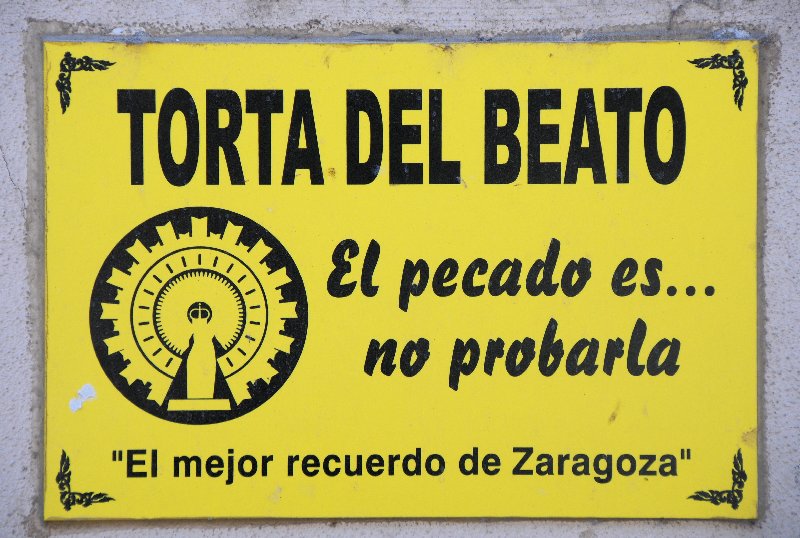 TORTA DEL BEATO
El pecado es...
no probarla
"El mejor recuerdo de Zaragoza"